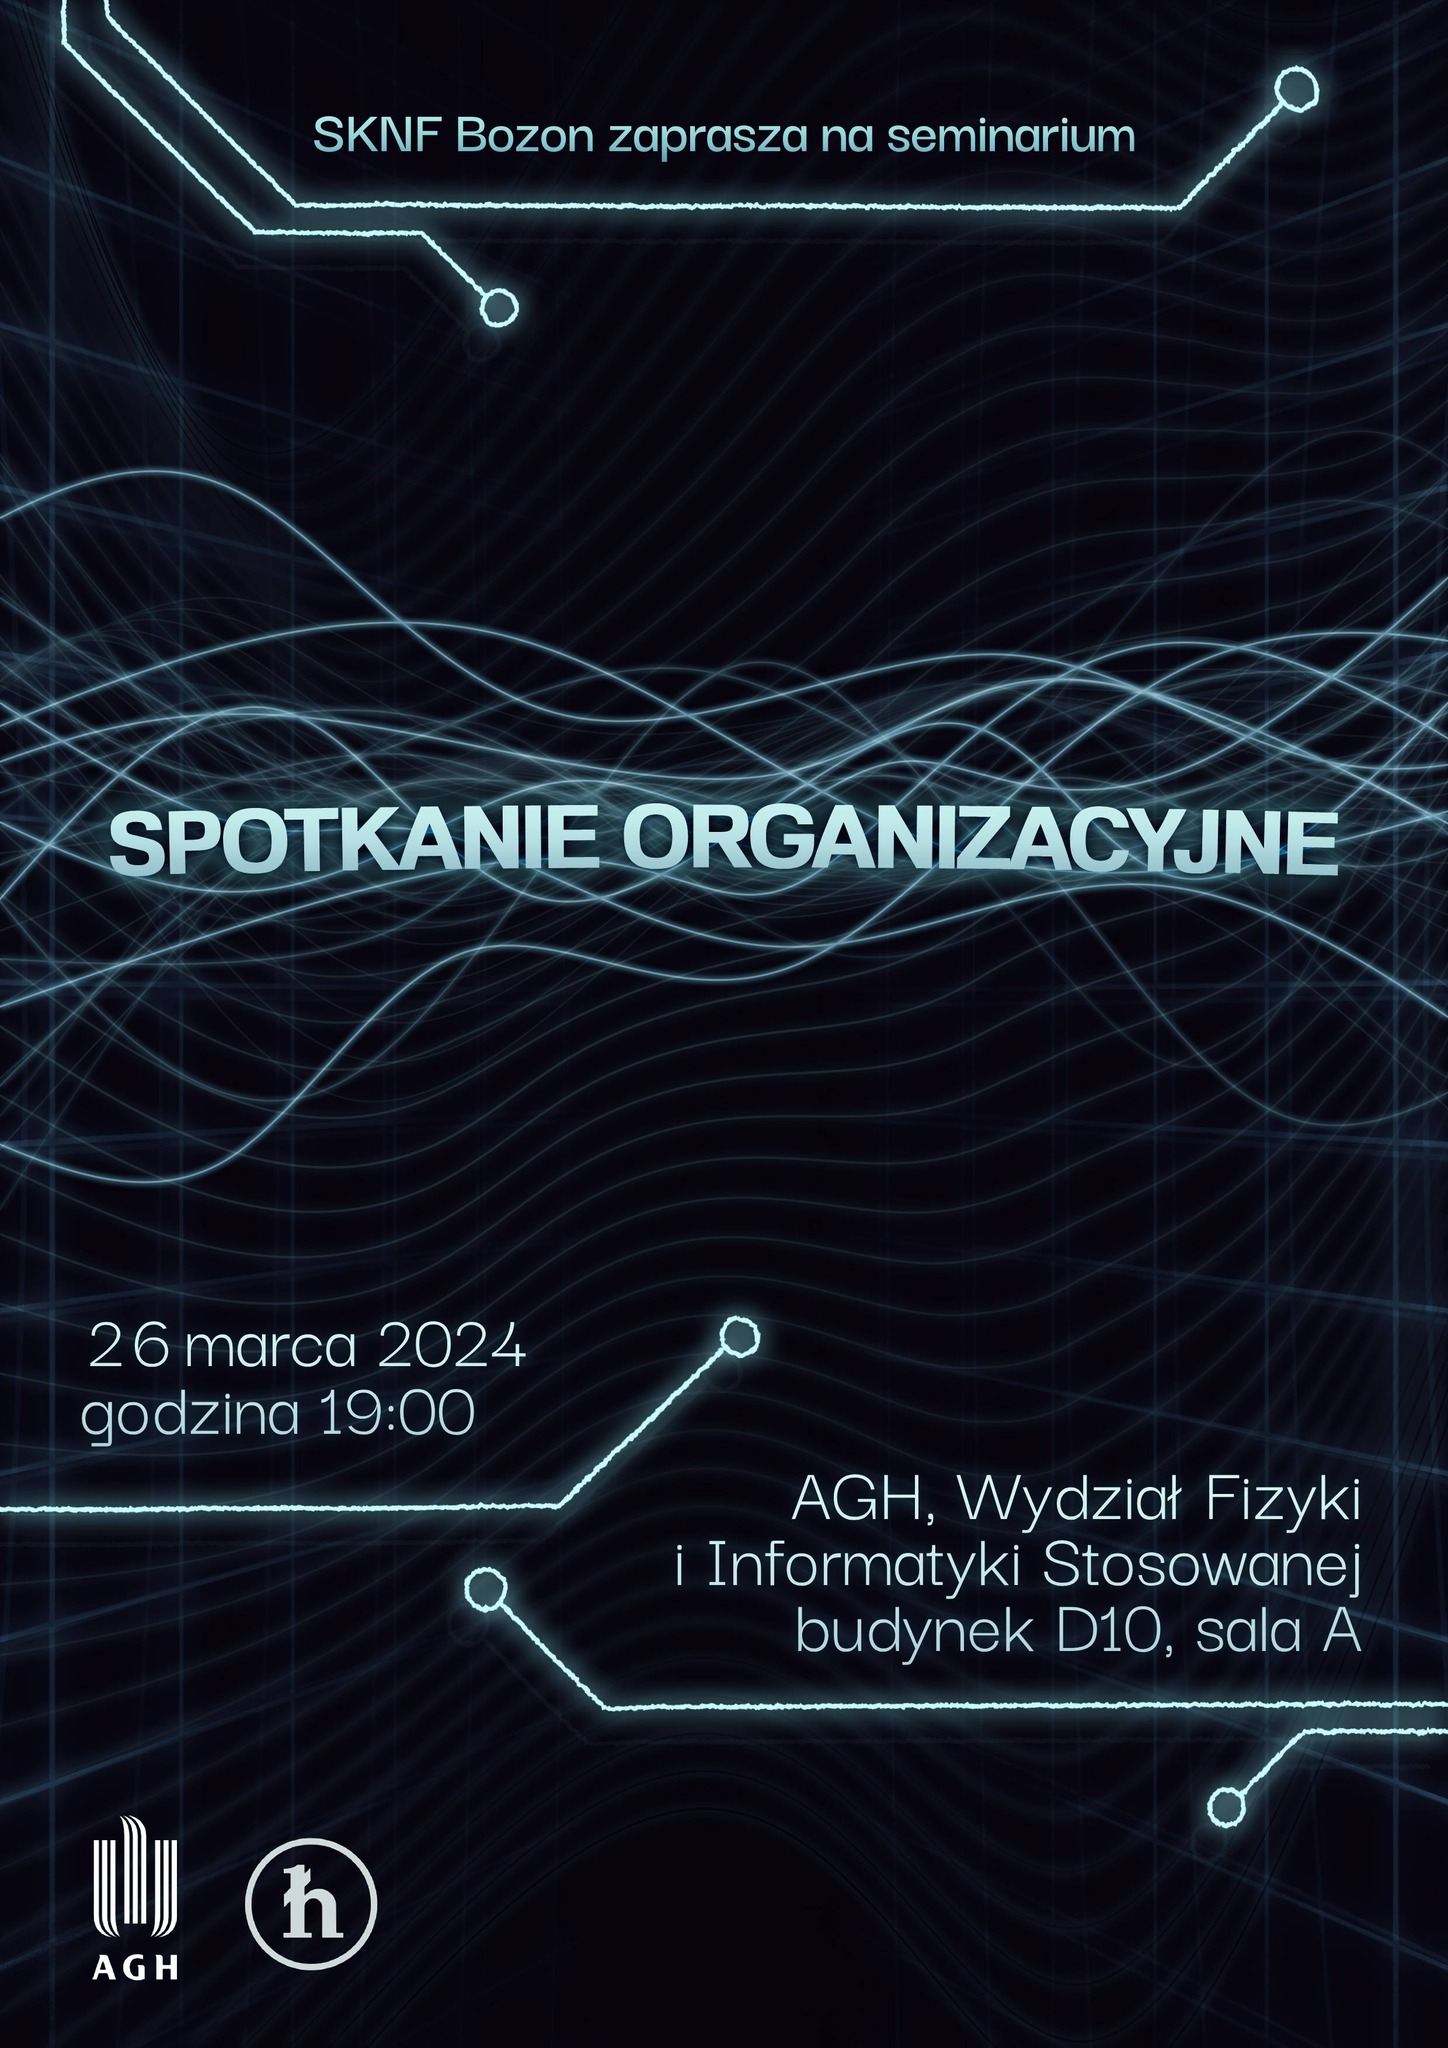 SKNF Bozon zaprasza na seminarium
SPOTKANIE ORGANIZACYJNE
26 marca 2024
godzina 19:00
AGH, Wydział Fizyki
i Informatyki Stosowanej
budynek D10, sala A
AGH
ħ